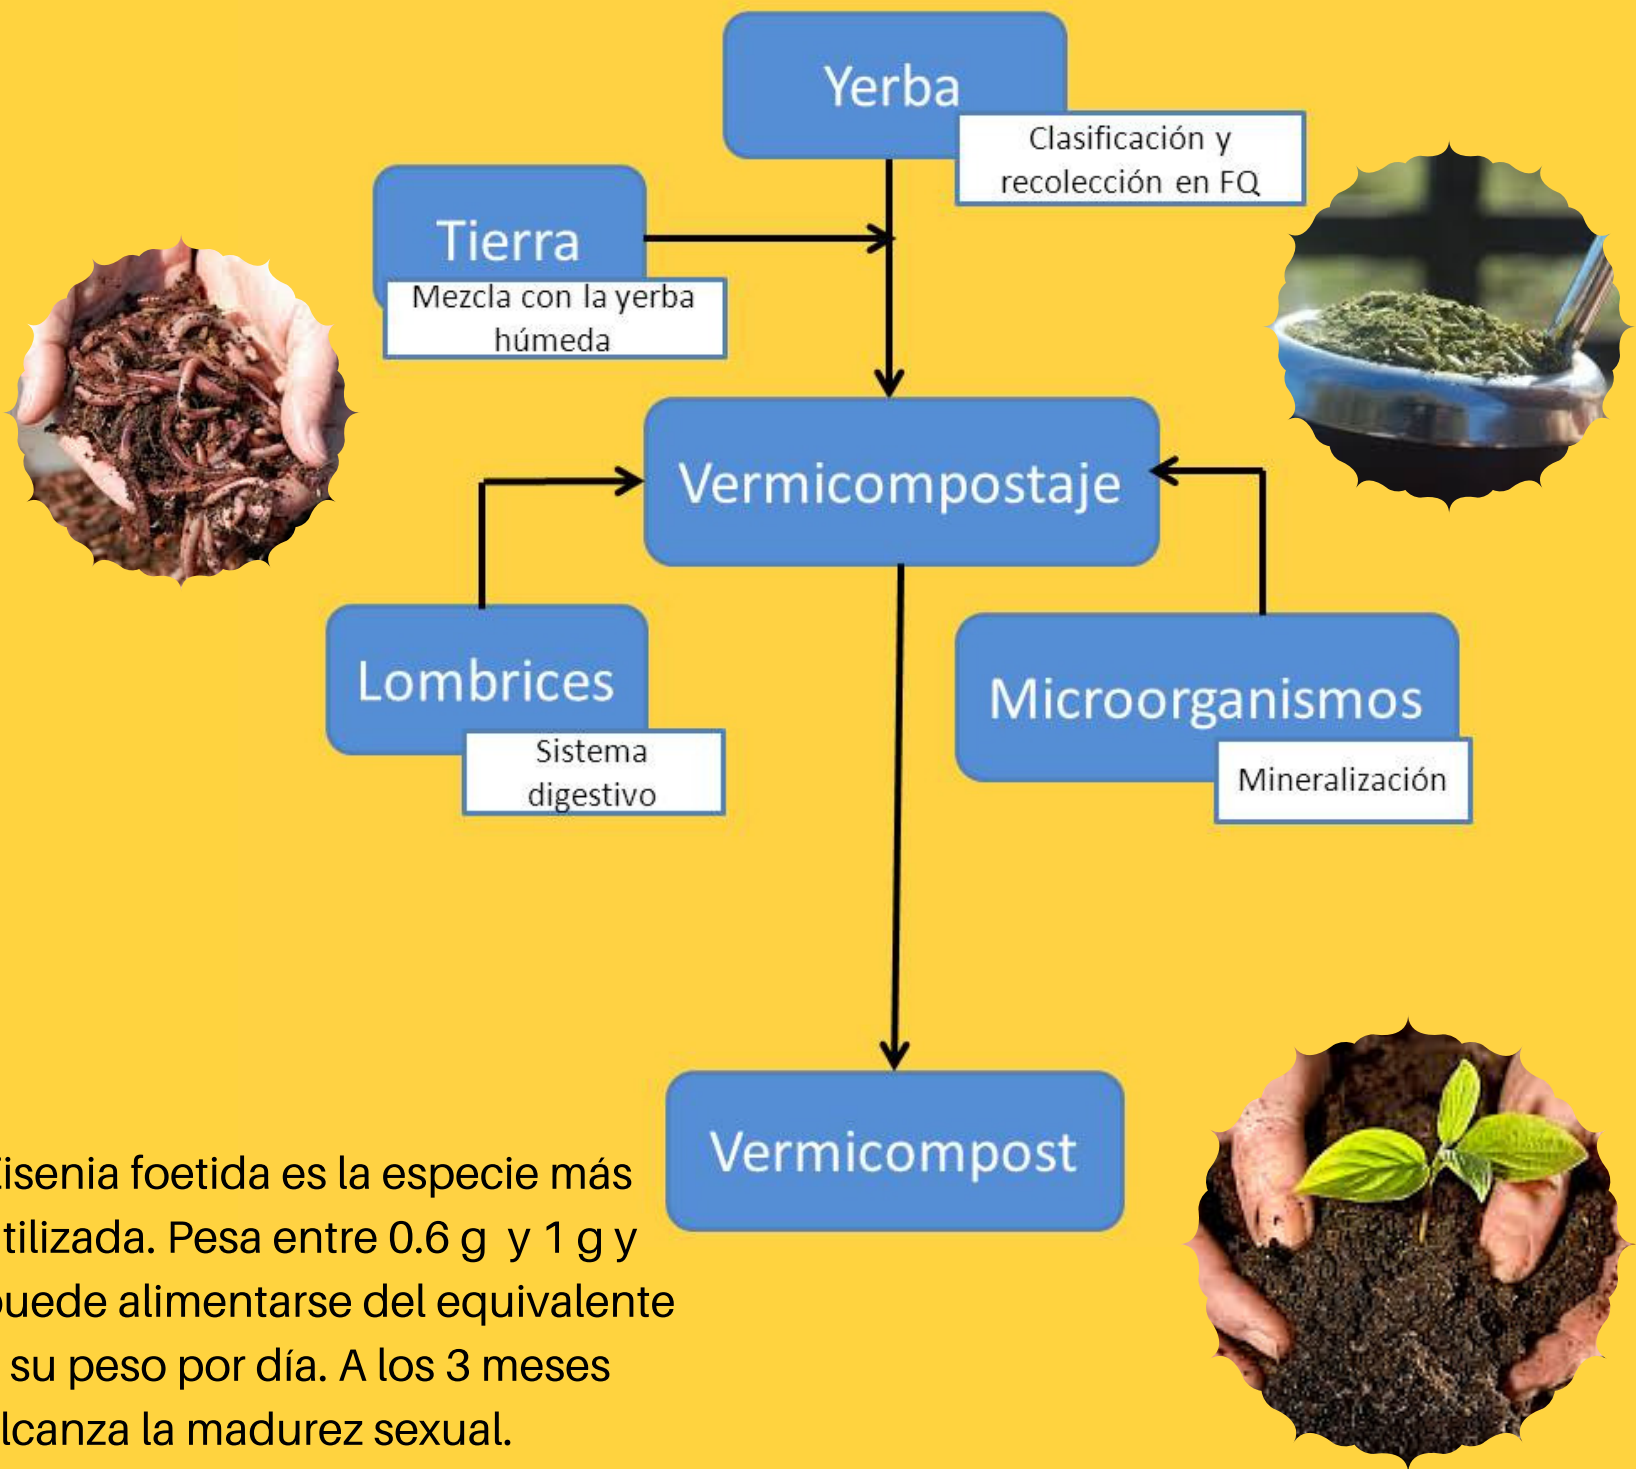 Yerba
Clasificación y
recolección en FQ
Tierra
Mezcla con la yerba
húmeda
Vermicompostaje
Lombrices
Sistema
digestivo
Microorganismos
Mineralización
Vermicompost
Eisenia foetida es la especie más
tilizada. Pesa entre 0.6 g y 1 g y
puede alimentarse del equivalente
su peso por día. A los 3 meses
lcanza la madurez sexual.